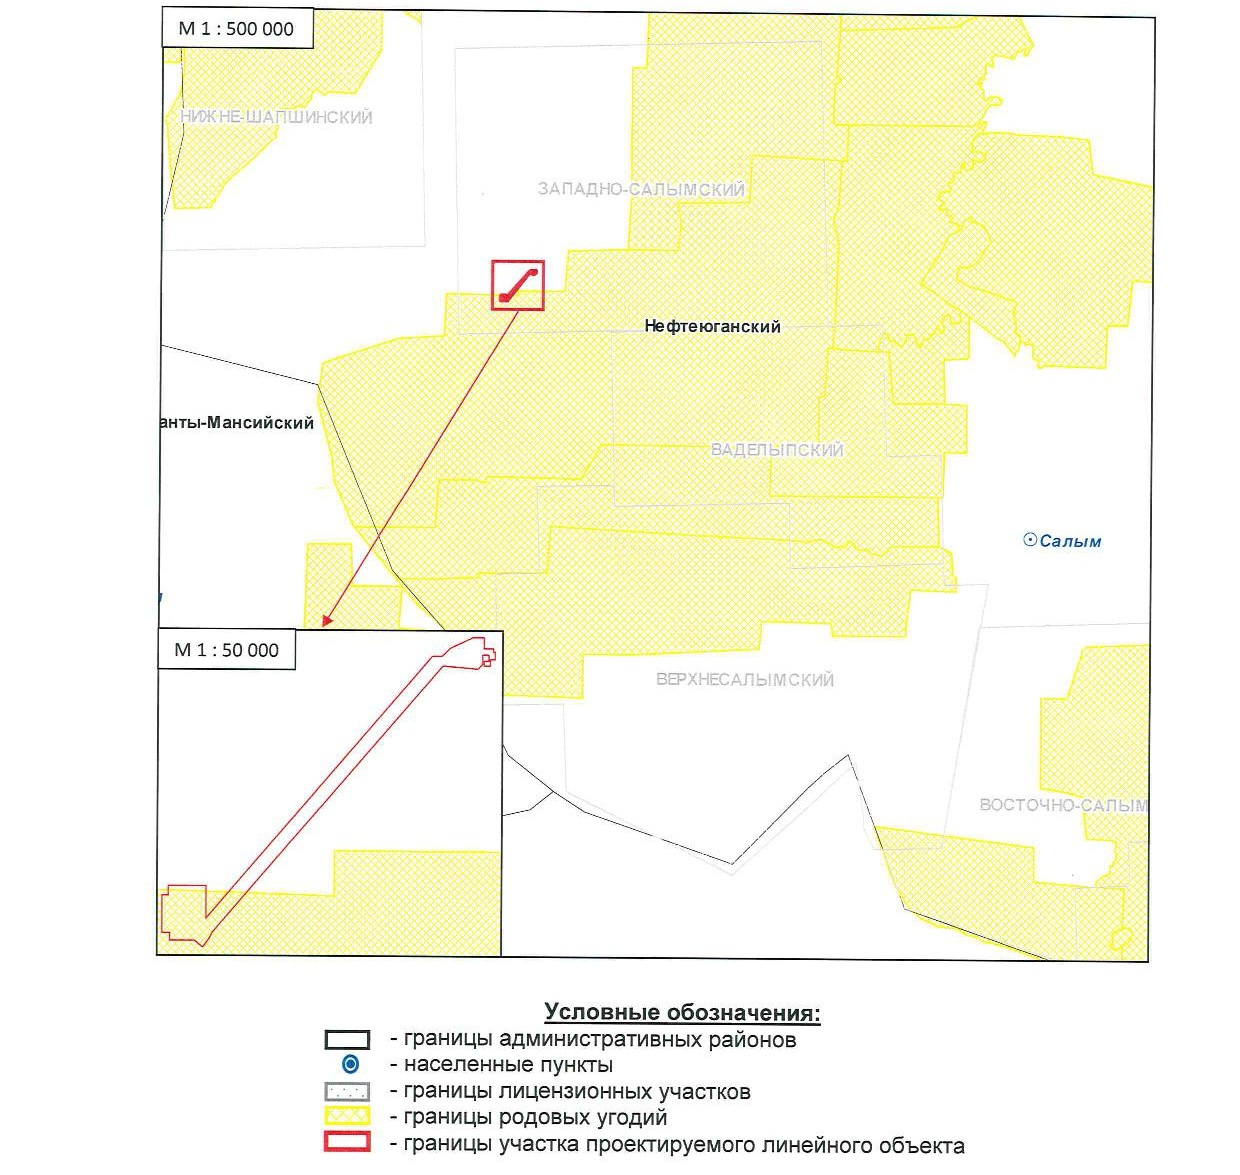 М 1 : 500 000
НИЖНЕ-ШАПШИНСКИЙ
ЗАПАДНО-САЛЫМСКИЙ
Нефтеюганский
анты-Мансийский
ВАДЕЛЫПСКИЙ
Салым
М 1 : 50 000
ВЕРХНЕСАЛЫМСКИЙ
ВОСТОЧНО-САЛЫМ
Условные обозначения:
- границы административных районов
- населенные пункты
- границы лицензионных участков
- границы родовых угодий
- границы участка проектируемого линейного объекта